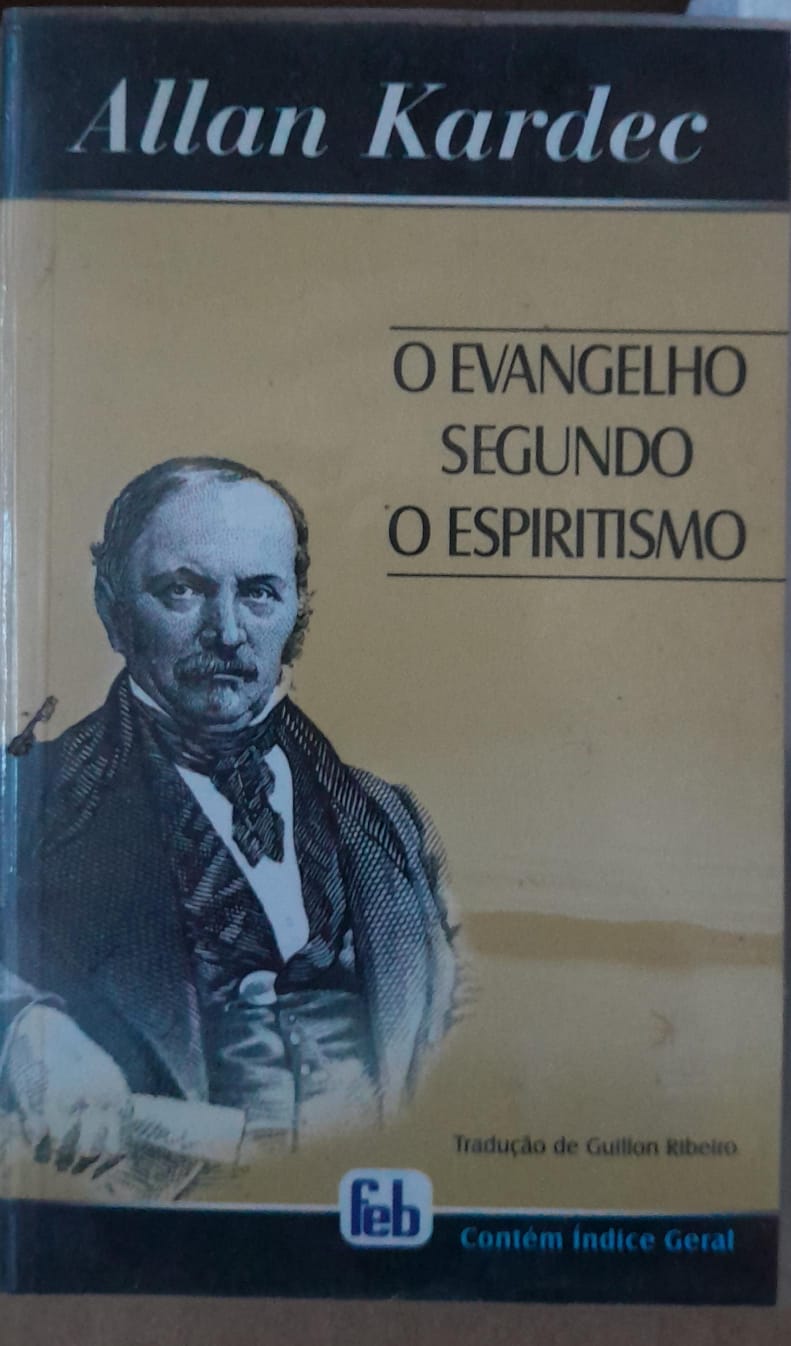 Allan Kardec
O EVANGELHO
SEGUNDO
O ESPIRITISMO
Tradução de Guillon Ribeiro
feb
Contém Índice Geral